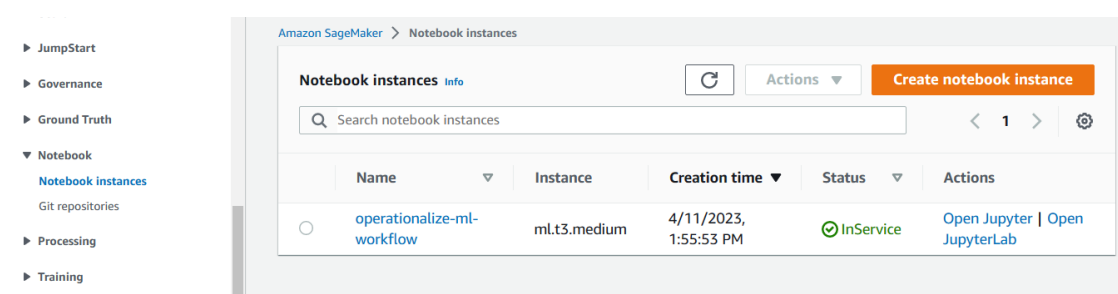 JumpStart
Governance
Ground Truth
Notebook
Notebook instances
Git repositories
Processing
Training
Amazon SageMaker > Notebook instances
Notebook instances Info
Actions
Create notebook instance
Search notebook instances
1
Name Instance Creation time Status Actions
operationalize-ml- 4/11/2023, Open Jupyter | Open
workflow ml.t3.medium 1:55:53 PM InService JupyterLab